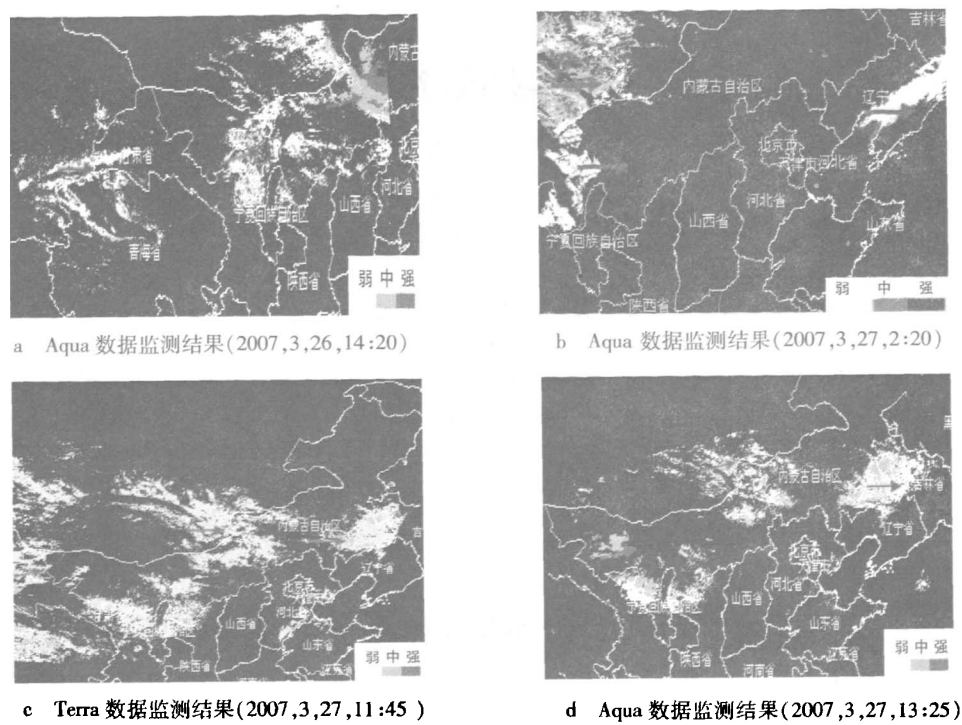 内蒙古
北京
甘肃省
河北省
山西省
宁夏回族自治区
青海省
陕西省
弱 中 强
a Aqua 数据监测结果(2007,3,26,14:20)
吉林省
内蒙古自治区
辽宁
北京市
天津市河北省
河北省
山西省
山东省
宁夏回族自治区
陕西省
弱 中 强
b Aqua 数据监测结果(2007,3,27,2:20)
内蒙古自治区
吉
辽宁省
北京市
河北
山西省
山东省
陕西省
弱 中 强
c Terra 数据监测结果(2007,3,27,11:45 )
内蒙古自治区
吉林省
辽宁省
北京市
河北省
宁夏回族自治区
山西省
山东省
陕西省
河南省
弱 中 强
d Aqua 数据监测结果(2007,3,27,13:25)